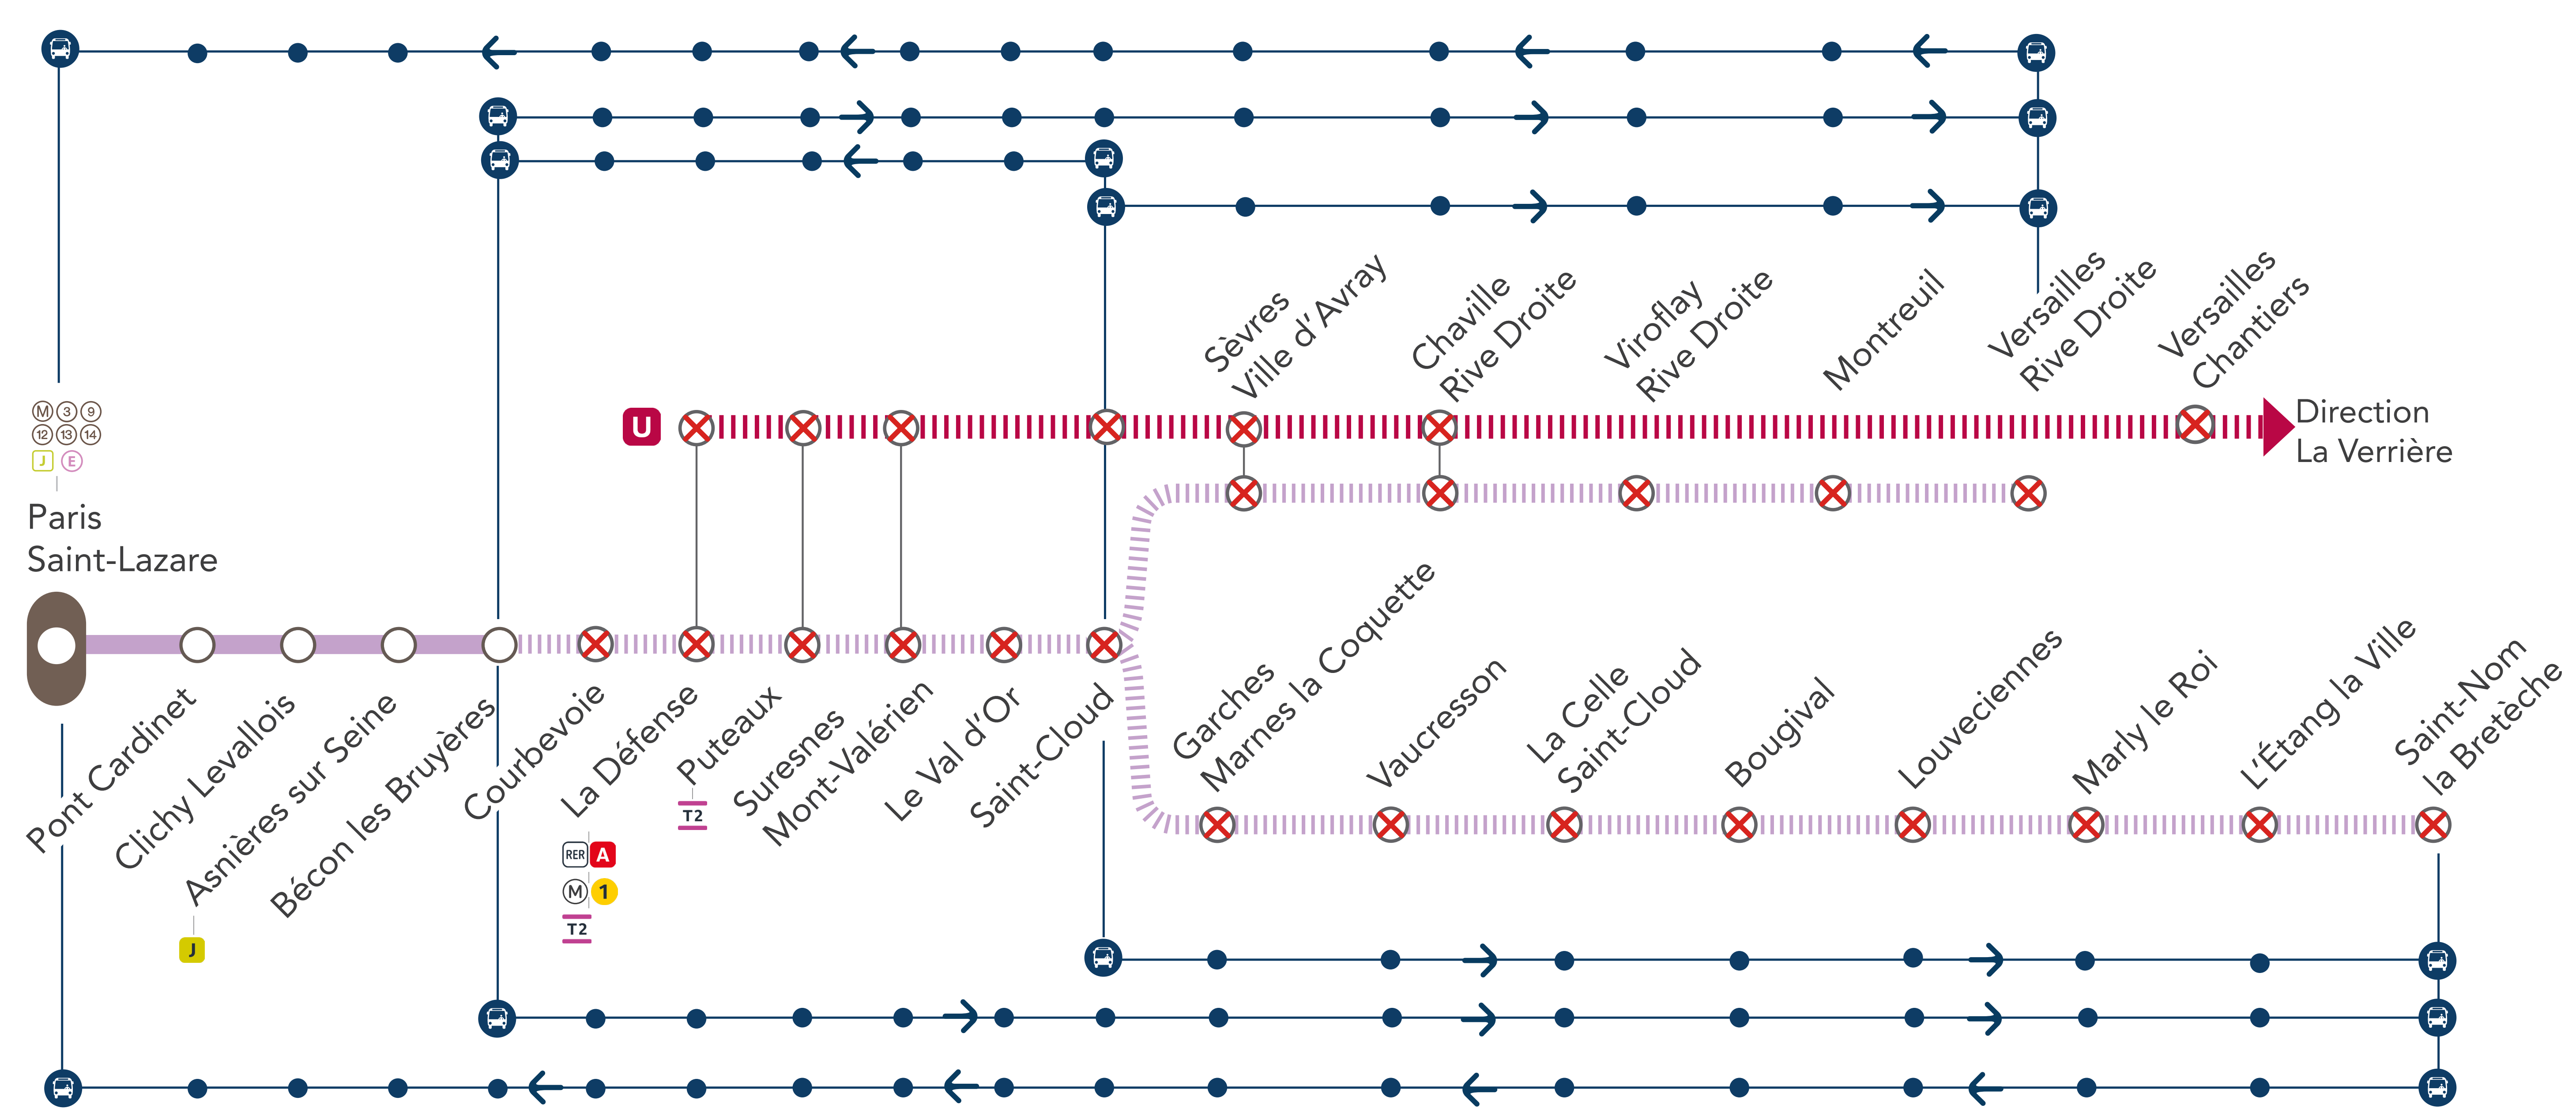 Sèvres
Ville d'Avray
Chaville
Rive Droite
Viroflay
Rive Droite
Montreuil
Versailles
Rive Droite
Versailles
Chantiers
M 3 9
12 13 14
J E
U
Direction
La Verrière
Paris
Saint-Lazare
Pont Cardinet
Clichy Levallois
Asnières sur Seine
J
Bécon les Bruyères
Courbevoie
La Défense
RER A
M 1
T2
Puteaux
T2
Suresnes
Mont-Valérien
Le Val d'Or
Saint-Cloud
Garches
Marnes la Coquette
Vaucresson
La Celle
Saint-Cloud
Bougival
Louveciennes
Marly le Roi
L'Étang la Ville
Saint-Nom
la Bretèche